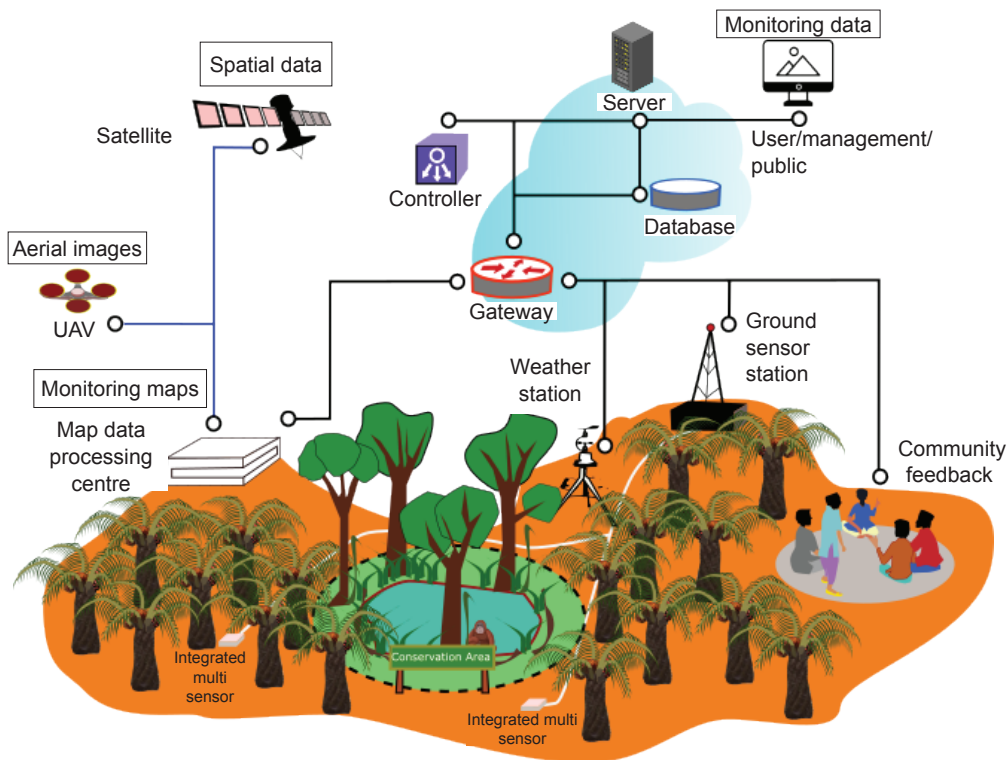 Monitoring data
Spatial data
Server
Satellite
User/management/
public
Controller
Database
Aerial images
Gateway
UAV
Ground
sensor
station
Weather
station
Monitoring maps
Map data
processing
centre
Community
feedback
Conservation Area
Integrated
multi
sensor
Integrated multi
sensor